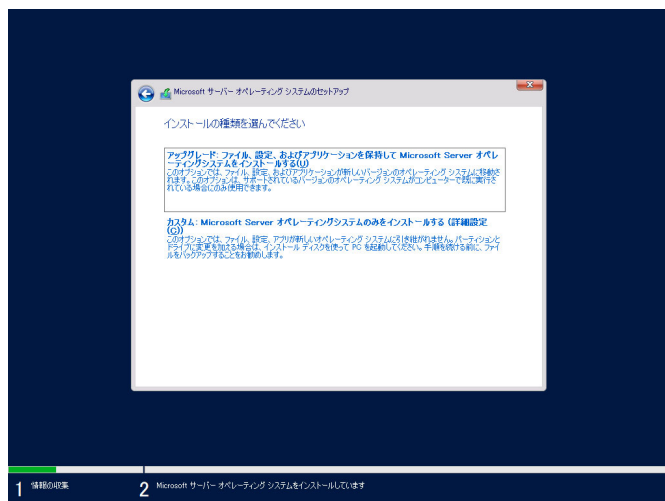 Microsoft サーバー オペレーティング システムのセットアップ
インストールの種類を選んでください
アップグレード: ファイル、設定、およびアプリケーションを保持して Microsoft Server オペレ
ーティングシステムをインストールする(U)
このオプションでは、ファイル、設定、およびアプリケーションが新しいバージョンのオペレーティング システムに移動さ
れます。このオプションは、サポートされているバージョンのオペレーティング システムがコンピューターで既に実行さ
れている場合にのみ使用できます。
カスタム: Microsoft Server オペレーティングシステムのみをインストールする (詳細設定
(C))
このオプションでは、ファイル、設定、アプリが新しいオペレーティング システムに引き継がれません。パーティションと
ドライブに変更を加える場合は、インストール ディスクを使って PC を起動してください。手順を続ける前に、ファイ
ルをバックアップすることをお勧めします。
1 情報の収集
2 Microsoft サーバー オペレーティング システムをインストールしています